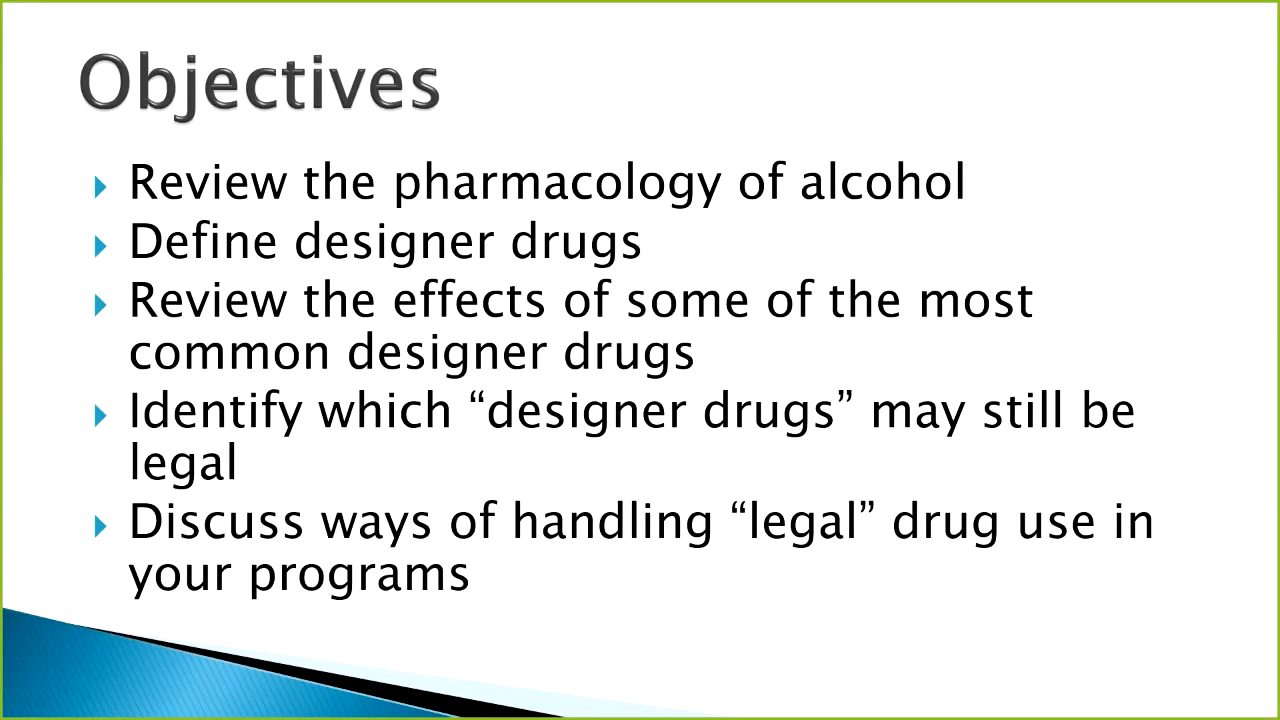 Objectives
Review the pharmacology of alcohol
Define designer drugs
Review the effects of some of the most
common designer drugs
Identify which “designer drugs” may still be
legal
Discuss ways of handling “legal” drug use in
your programs